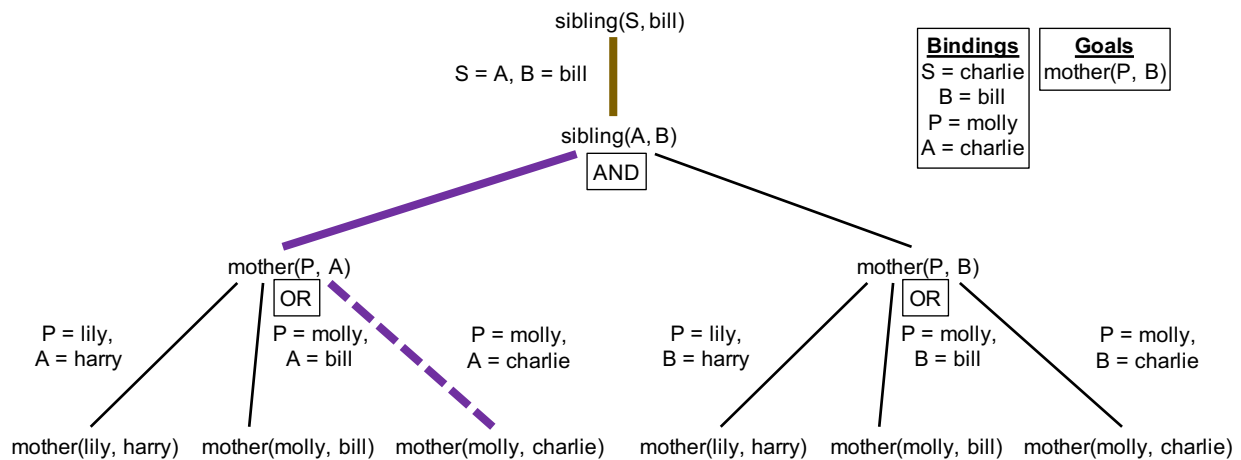 sibling(S, bill)
S = A, B = bill
Bindings
S = charlie
B = bill
P = molly
A = charlie
Goals
mother(P, B)
sibling(A, B)
AND
mother(P, A)
OR
P = lily,
A = harry
P = molly,
A = bill
P = molly,
A = charlie
mother(P, B)
OR
P = lily,
B = harry
P = molly,
B = bill
P = molly,
B = charlie
mother(lily, harry)
mother(molly, bill)
mother(molly, charlie)
mother(lily, harry)
mother(molly, bill)
mother(molly, charlie)